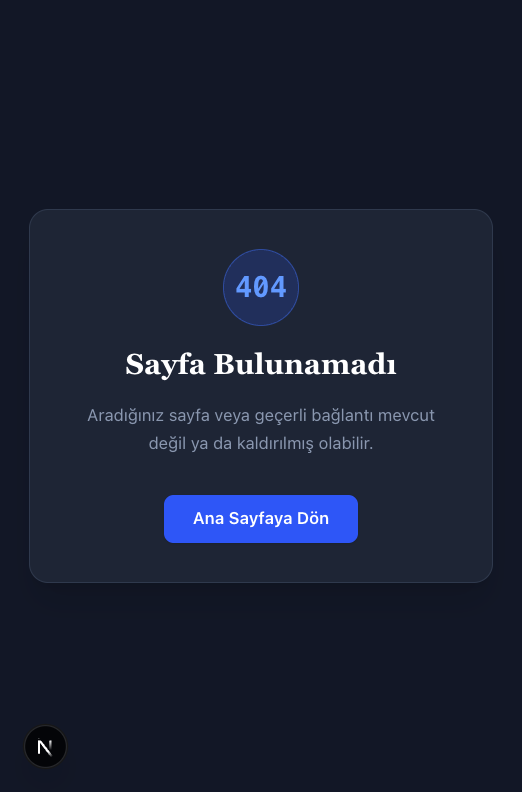 404
Sayfa Bulunamadı
Aradığınız sayfa veya geçerli bağlantı mevcut
değil ya da kaldırılmış olabilir.
Ana Sayfaya Dön
N